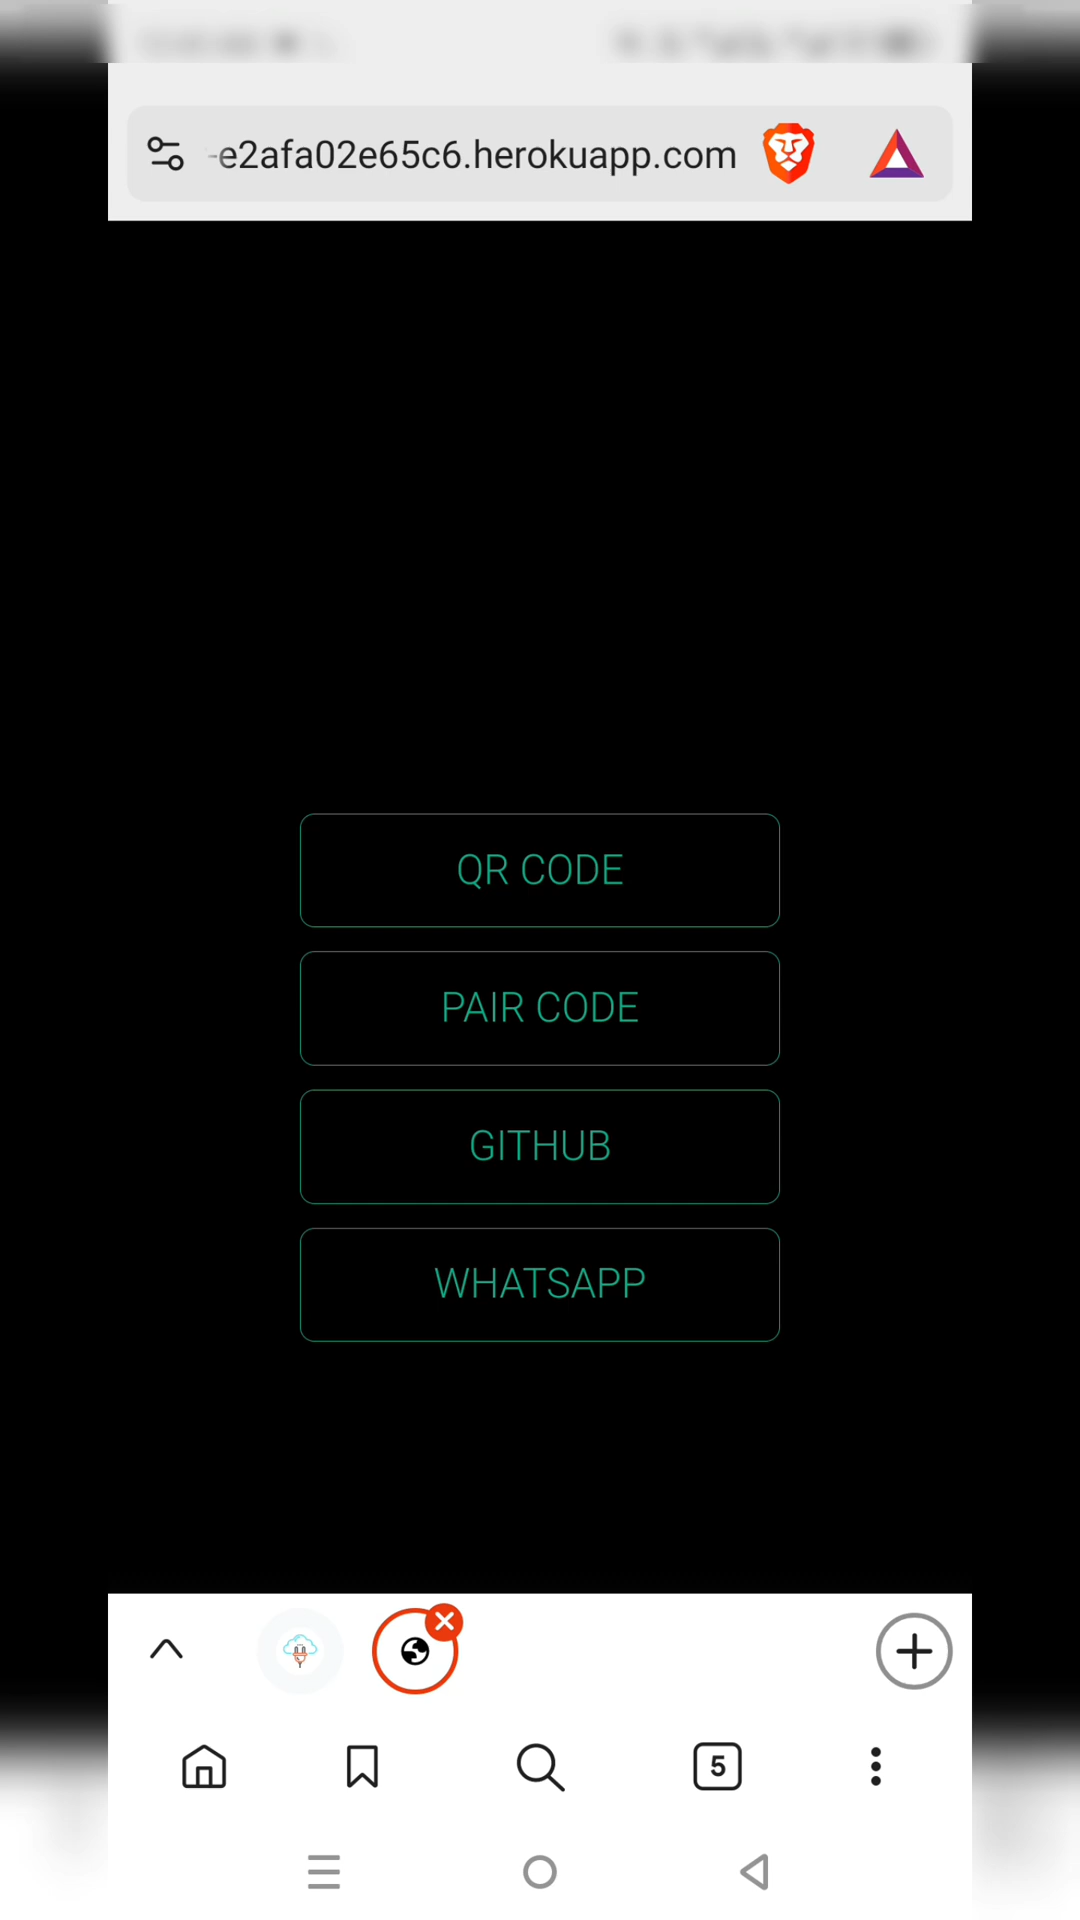 -e2afa02e65c6.herokuapp.com
QR CODE
PAIR CODE
GITHUB
WHATSAPP
5